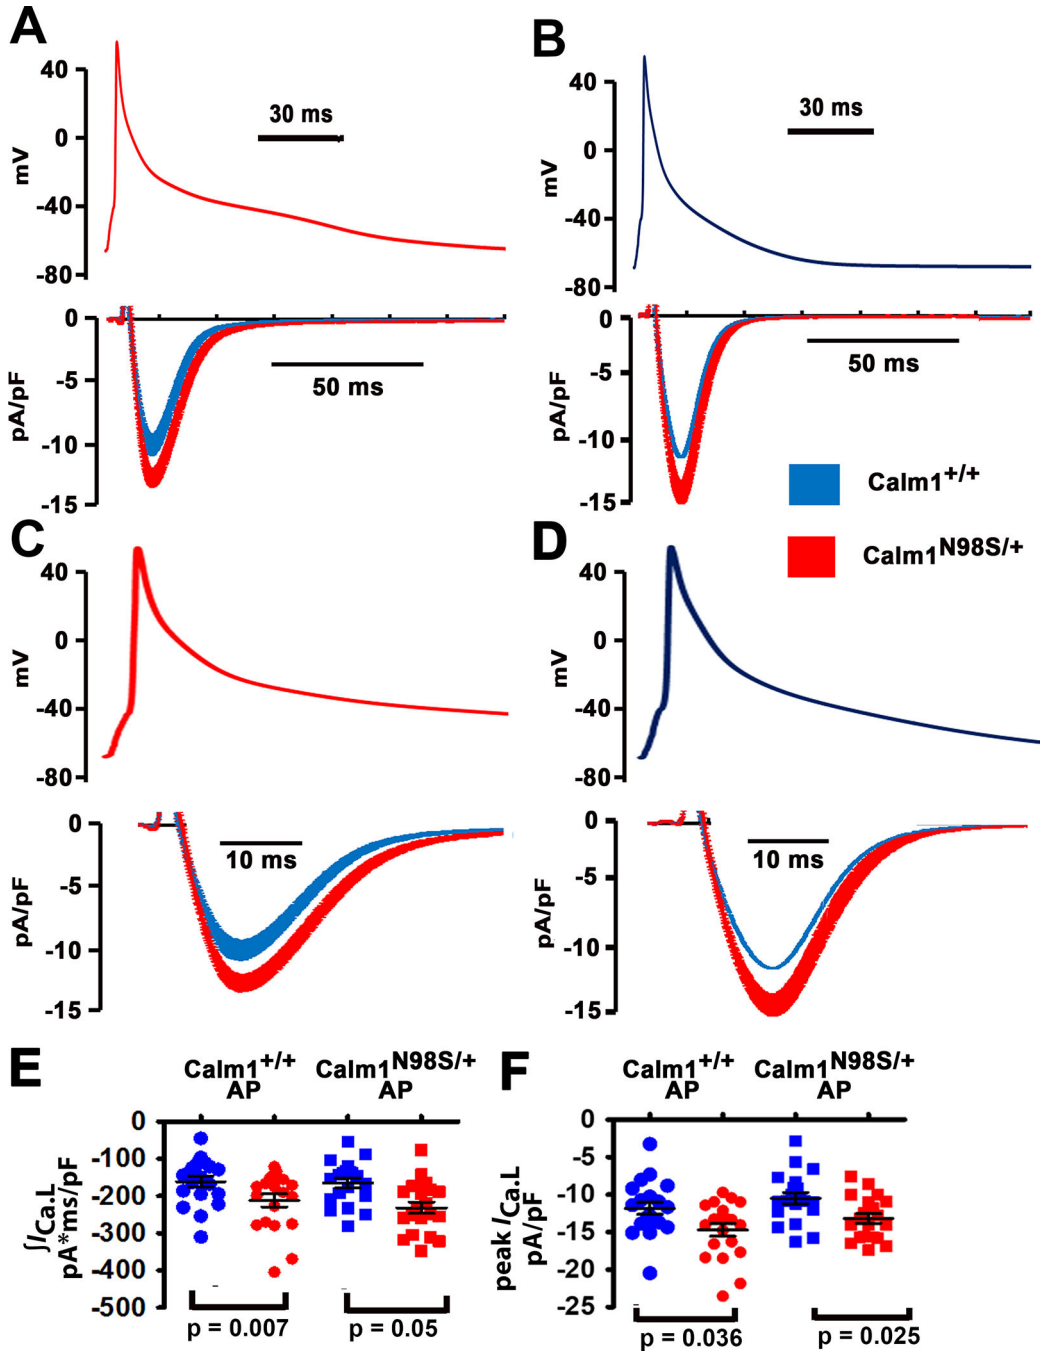 A
B
40
0
-40
-80
mV
30 ms
40
0
-40
-80
mV
30 ms
0
-5
-10
-15
pA/pF
50 ms
0
-5
-10
-15
pA/pF
50 ms
Calm1+/+
Calm1N98S/+
C
D
40
0
-40
-80
mV
40
0
-40
-80
mV
0
-5
-10
-15
pA/pF
10 ms
0
-5
-10
-15
pA/pF
10 ms
E
Calm1+/+ AP
Calm1N98S/+ AP
0
-100
-200
-300
-400
-500
∫ICa.L
pA*ms/pF
p = 0.007
p = 0.05
F
Calm1+/+ AP
Calm1N98S/+ AP
0
-5
-10
-15
-20
-25
peak ICa.L
pA/pF
p = 0.036
p = 0.025